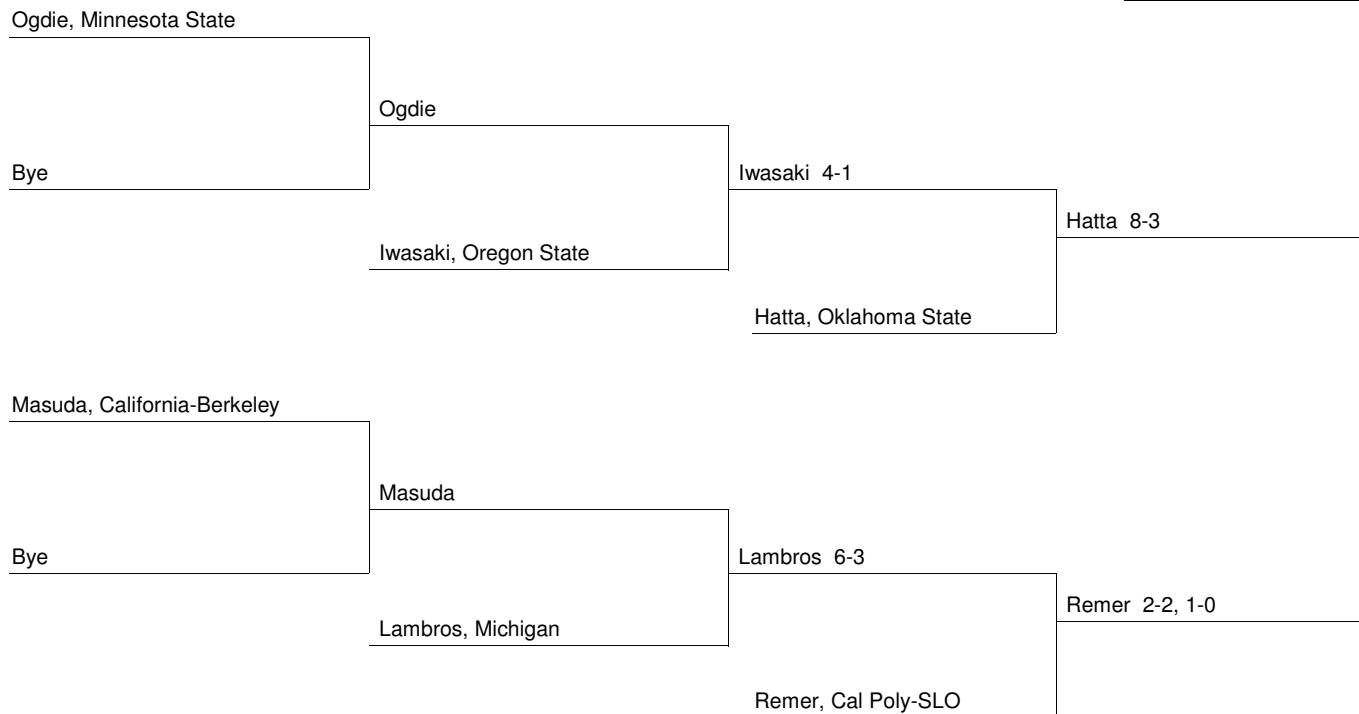 Ogdie, Minnesota State
Ogdie
Bye
Iwasaki 4-1
Hatta 8-3
Iwasaki, Oregon State
Hatta, Oklahoma State
Masuda, California-Berkeley
Masuda
Bye
Lambros 6-3
Remer 2-2, 1-0
Lambros, Michigan
Remer, Cal Poly-SLO